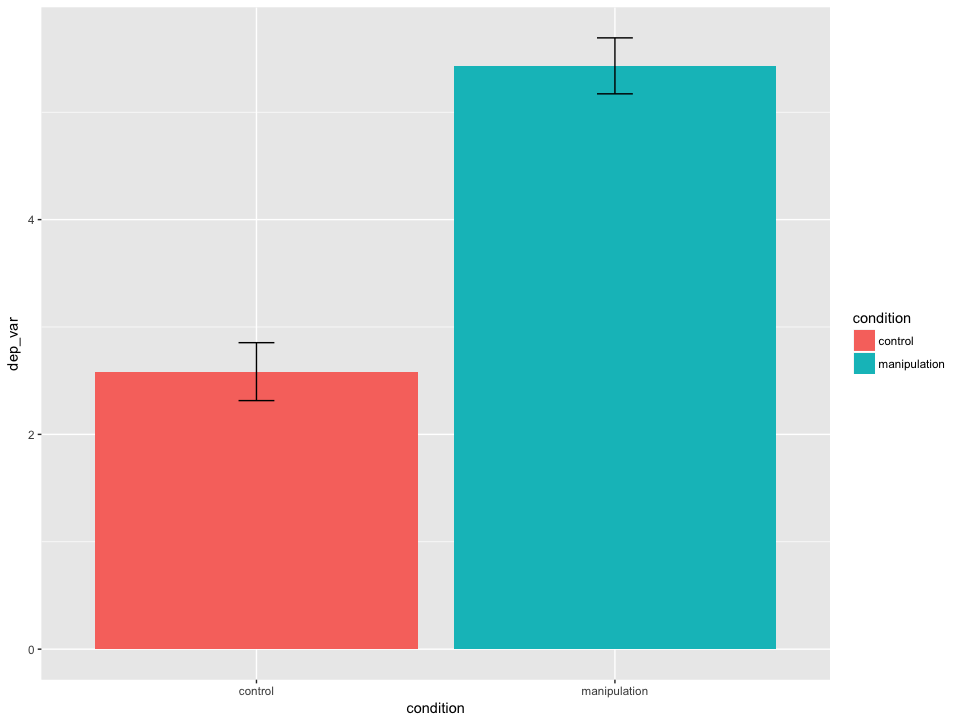 dep_var
4
2
0
control
manipulation
condition
condition
control
manipulation